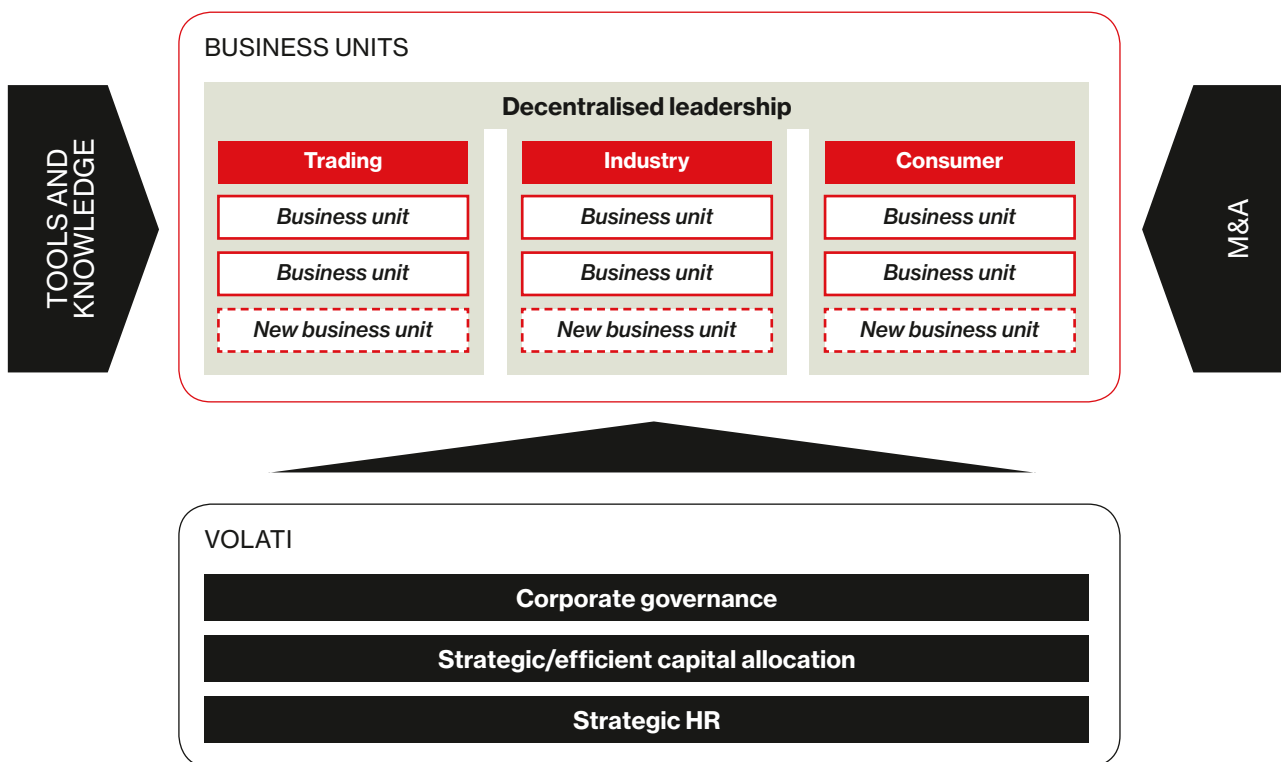 BUSINESS UNITS
TOOLS AND
KNOWLEDGE
Decentralised leadership
Trading
Industry
Consumer
Business unit
Business unit
Business unit
Business unit
Business unit
Business unit
New business unit
New business unit
New business unit
M&A
VOLATI
Corporate governance
Strategic/efficient capital allocation
Strategic HR